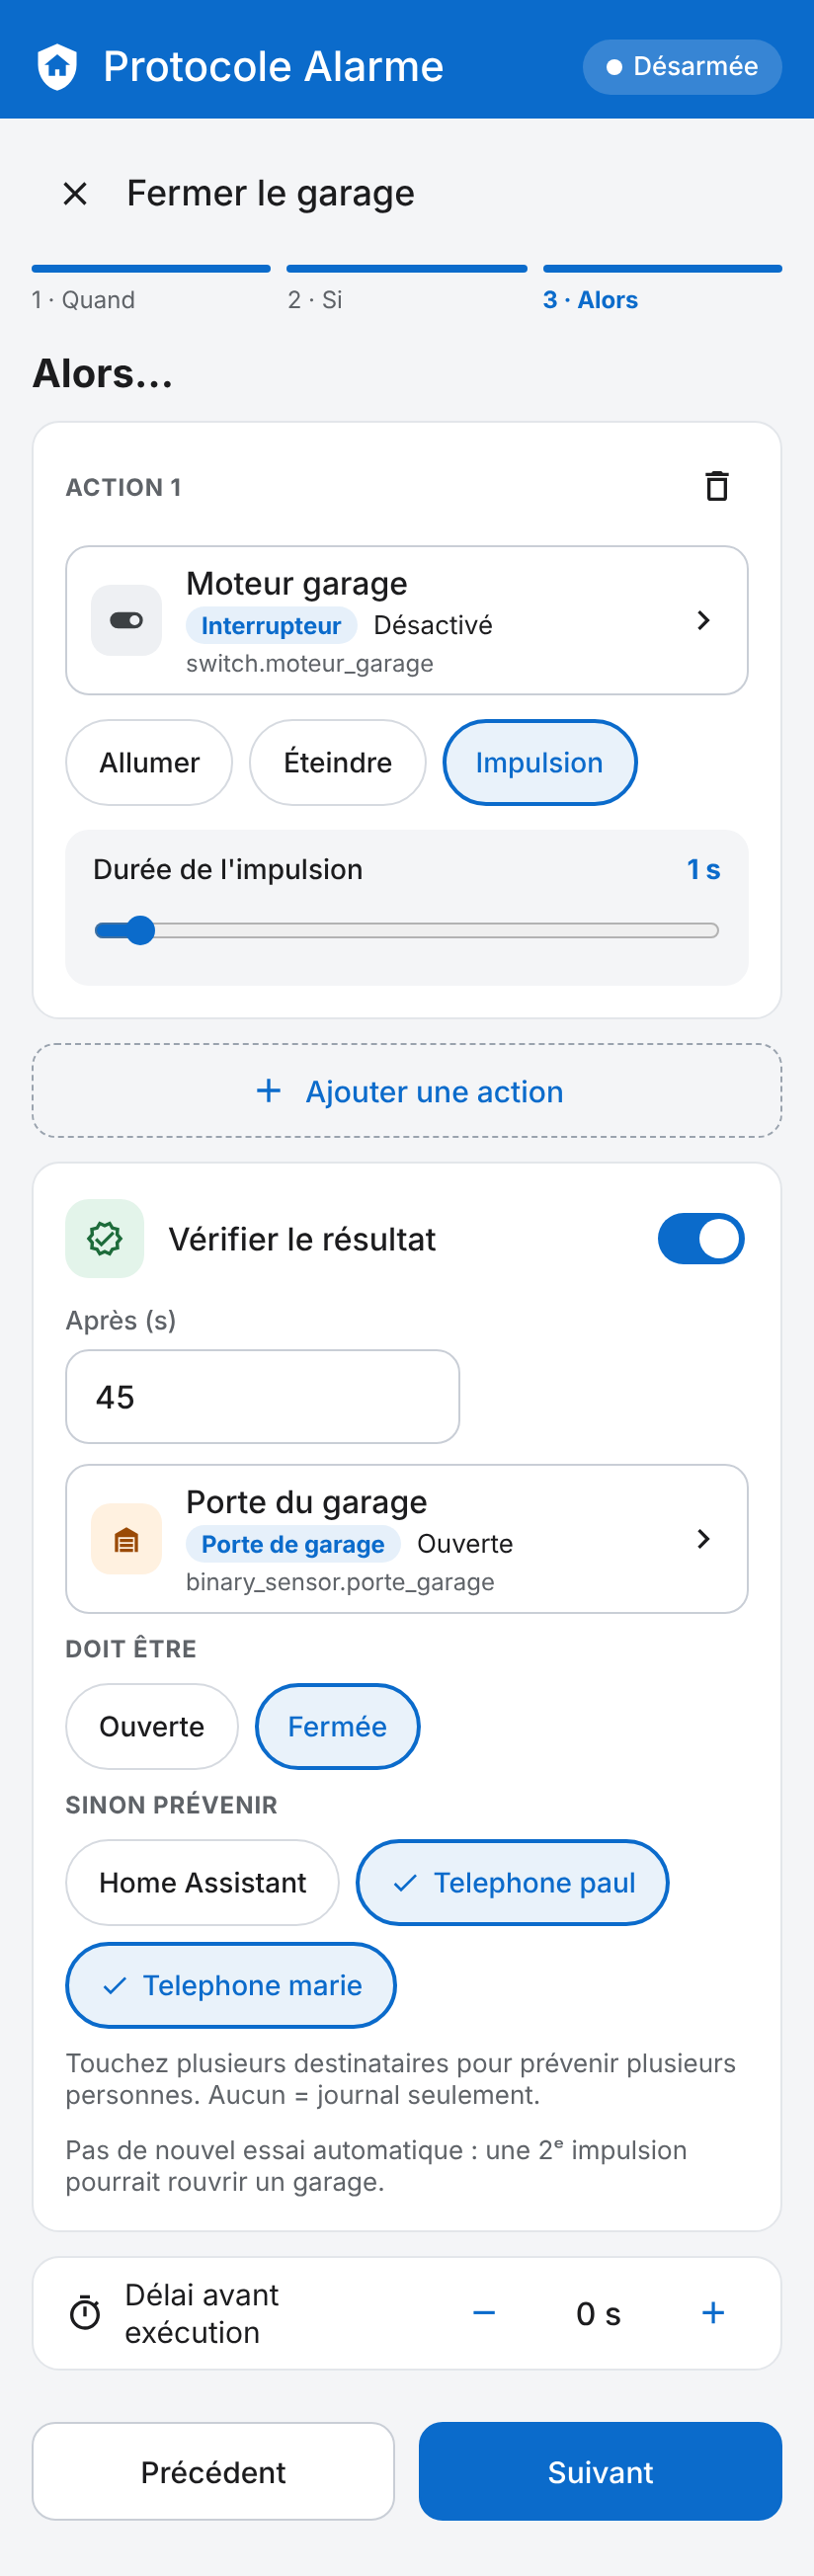 Protocole Alarme
Désarmée
Fermer le garage
1 · Quand
2 · Si
3 · Alors
Alors...
ACTION 1
Moteur garage
Interrupteur Désactivé
switch.moteur_garage
Allumer
Éteindre
Impulsion
Durée de l'impulsion
1 s
+ Ajouter une action
Vérifier le résultat
Après (s)
45
Porte du garage
Porte de garage Ouverte
binary_sensor.porte_garage
DOIT ÊTRE
Ouverte
Fermée
SINON PRÉVENIR
Home Assistant
Telephone paul
Telephone marie
Touchez plusieurs destinataires pour prévenir plusieurs
personnes. Aucun = journal seulement.
Pas de nouvel essai automatique : une 2ᵉ impulsion
pourrait rouvrir un garage.
Délai avant
exécution
− 0 s +
Précédent
Suivant